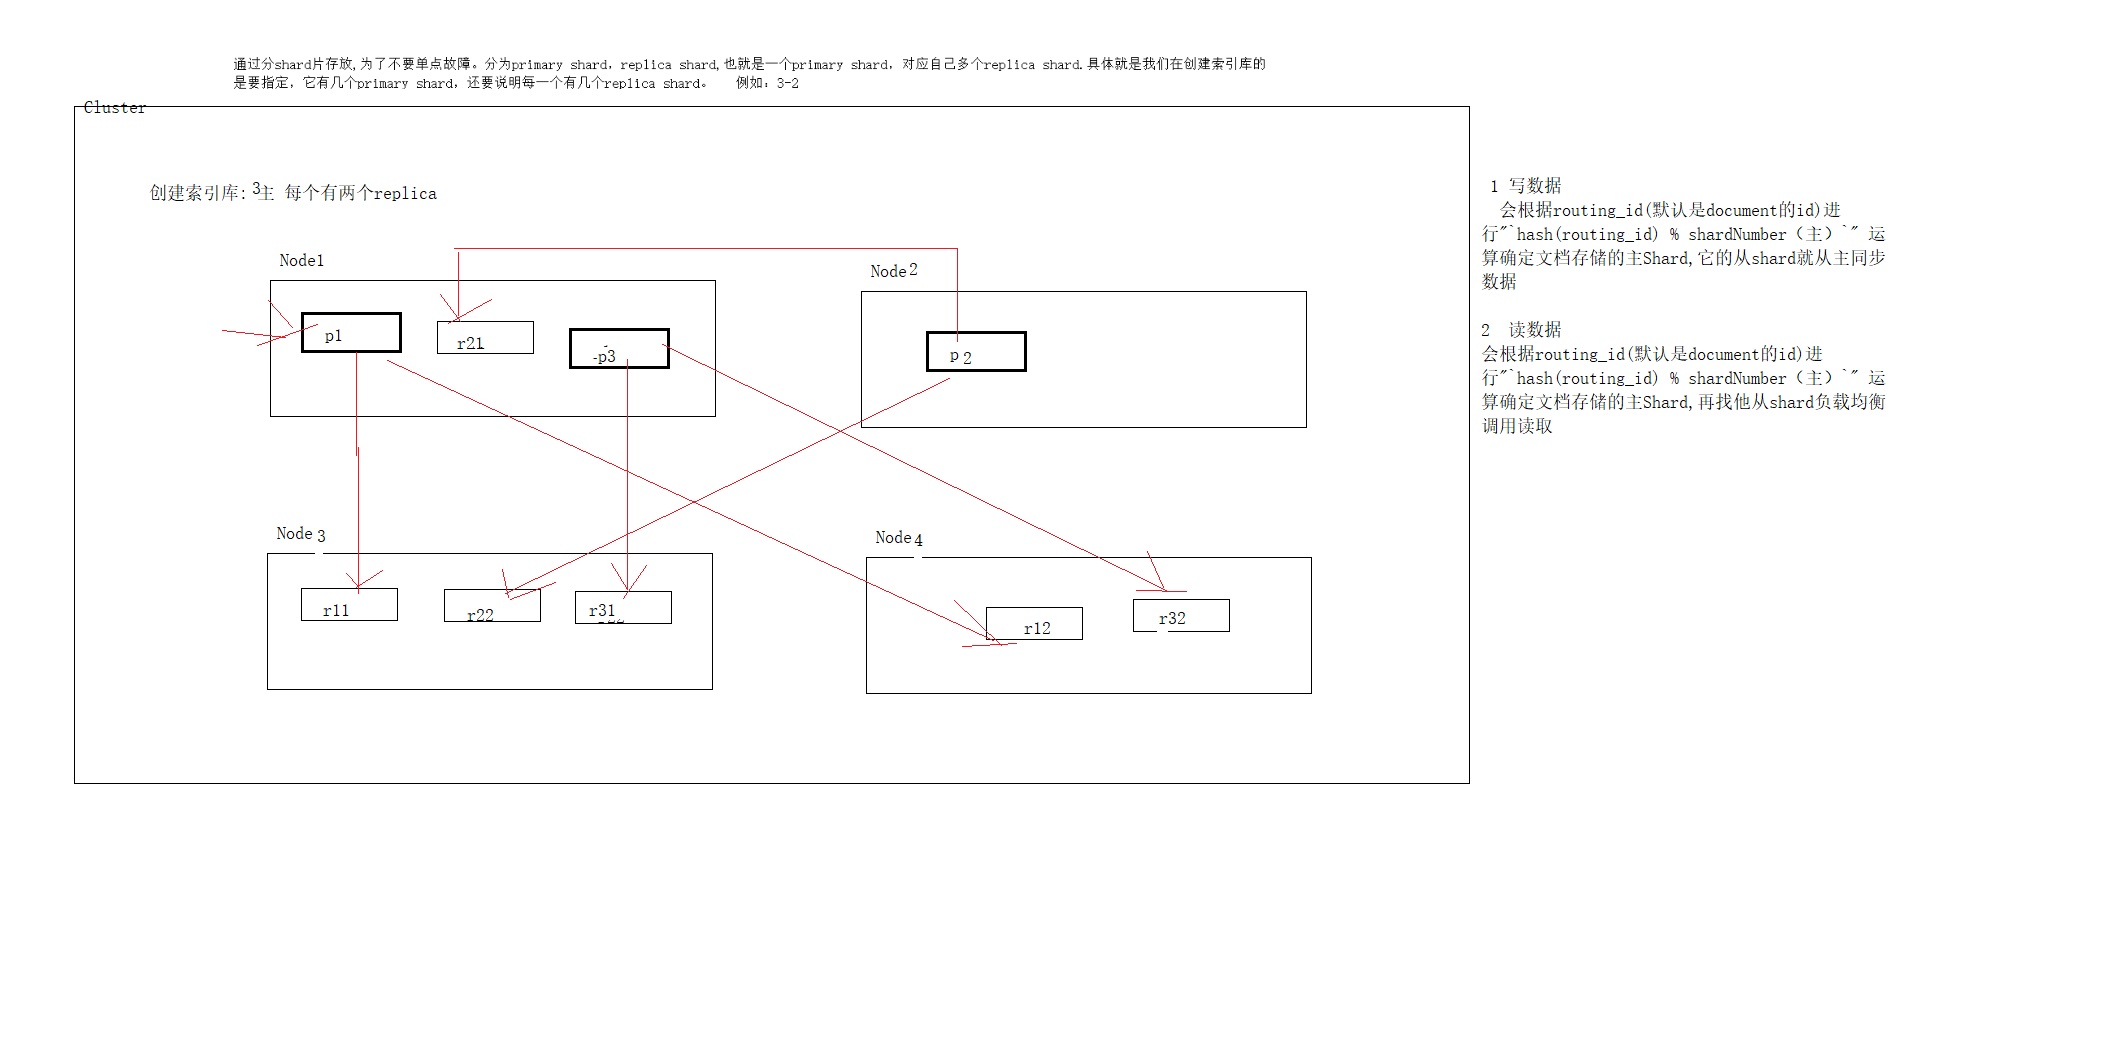 通过分shard片存放,为了不要单点故障。分为primary shard, replica shard,也就是一个primary shard, 对应自己多个replica shard.具体就是我们在创建索引库的
是要指定, 它有几个primary shard, 还要说明每一个有几个replica shard。 例如: 3-2
Cluster
创建索引库: 3主 每个有两个replica
Node1
p1
r21
-p3
Node2
p 2
Node3
r11
r22
r31
Node4
r12
r32
1 写数据
会根据routing_id(默认是document的id)进
行"`hash(routing_id) % shardNumber（主）`" 运
算确定文档存储的主Shard,它的从shard就从主同步
数据
2 读数据
会根据routing_id(默认是document的id)进
行"`hash(routing_id) % shardNumber（主）`" 运
算确定文档存储的主Shard,再找他从shard负载均衡
调用读取